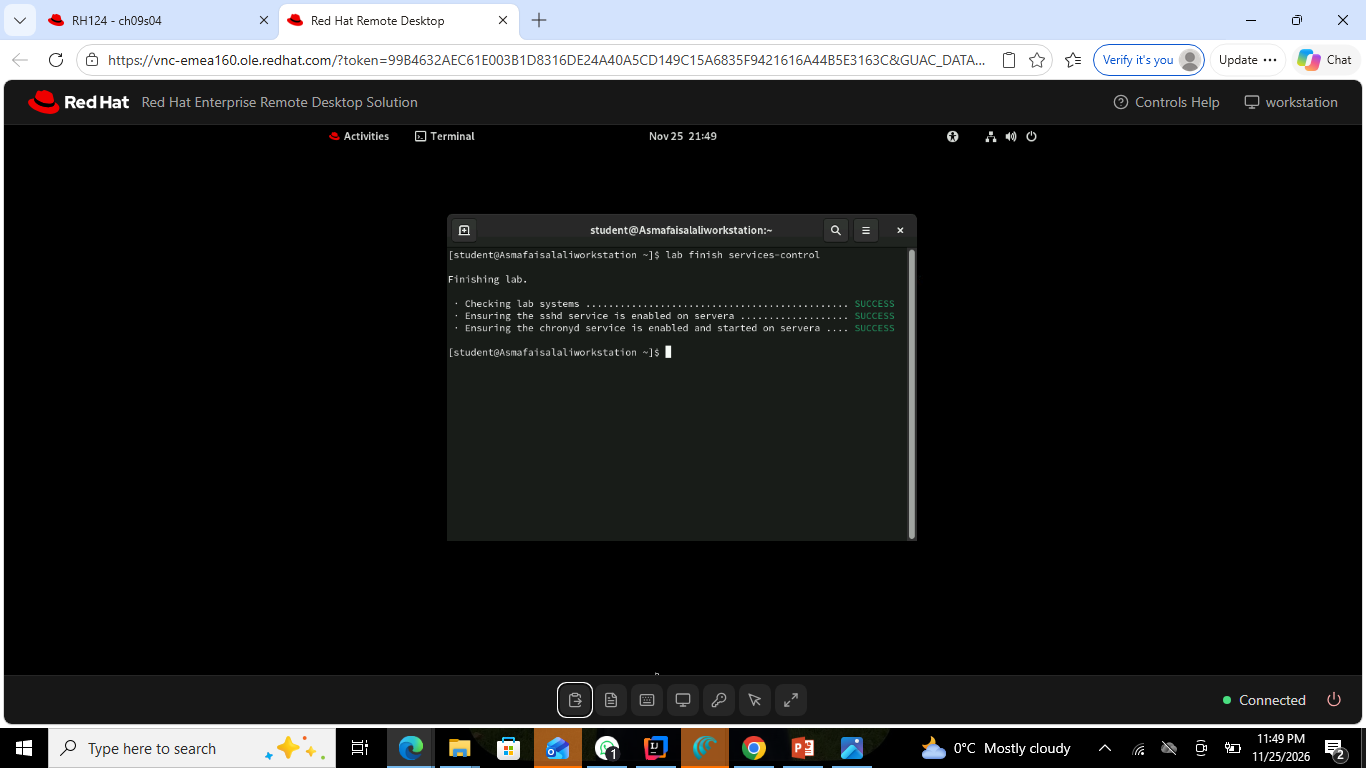 RH124 - ch09s04
Red Hat Remote Desktop
https://vnc-emea160.ole.redhat.com/?token=99B4632AEC61E003B1D8316DE24A40A5CD149C15A6835F9421616A44B5E3163C&GUAC_DATA...
Verify it's you
Update
Chat
Red Hat
Red Hat Enterprise Remote Desktop Solution
Controls Help
workstation
Activities
Terminal
Nov 25 21:49
student@Asmafaisalaliworkstation:~
[student@Asmafaisalaliworkstation ~]$ lab finish services-control
Finishing lab.
· Checking lab systems .............................................. SUCCESS
· Ensuring the sshd service is enabled on servera ................... SUCCESS
· Ensuring the chronyd service is enabled and started on servera .... SUCCESS
[student@Asmafaisalaliworkstation ~]$
Connected
Type here to search
1
0°C Mostly cloudy
11:49 PM
11/25/2026
2